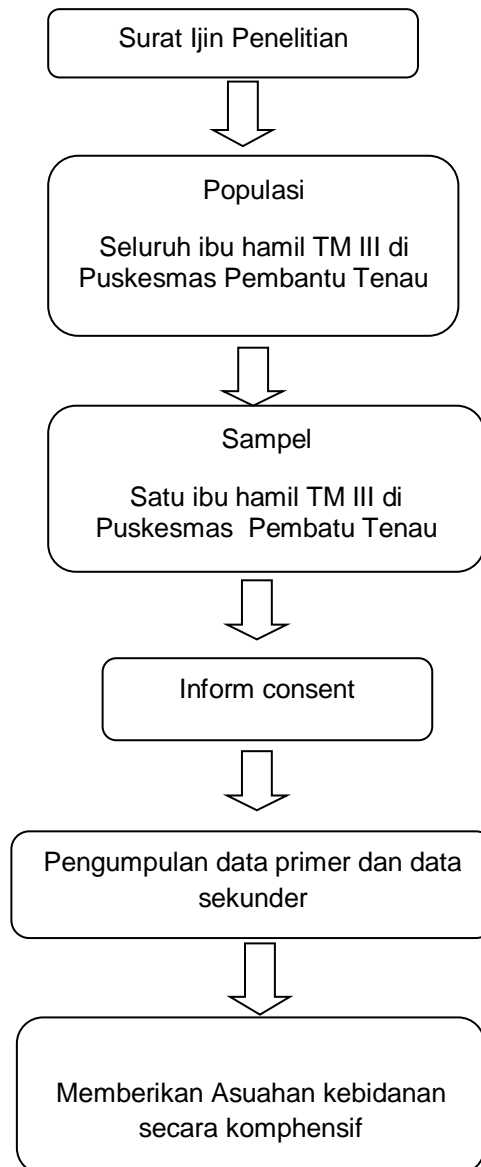 Surat Ijin Penelitian
Populasi
Seluruh ibu hamil TM III di
Puskesmas Pembantu Tenau
Sampel
Satu ibu hamil TM III di
Puskesmas Pembatu Tenau
Inform consent
Pengumpulan data primer dan data
sekunder
Memberikan Asuahan kebidanan
secara komphensif